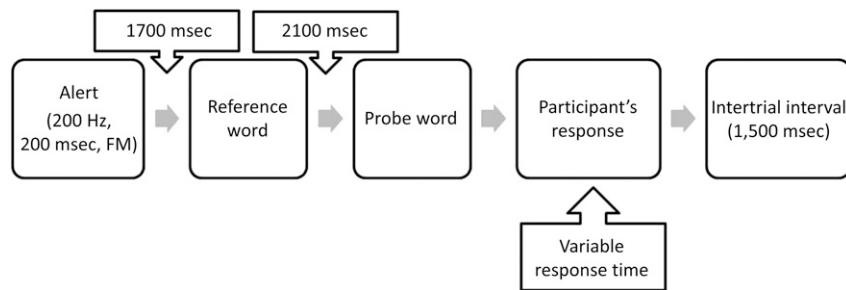 1700 msec
2100 msec
Alert
(200 Hz,
200 msec, FM)
Reference
word
Probe word
Participant's
response
Intertrial interval
(1,500 msec)
Variable
response time